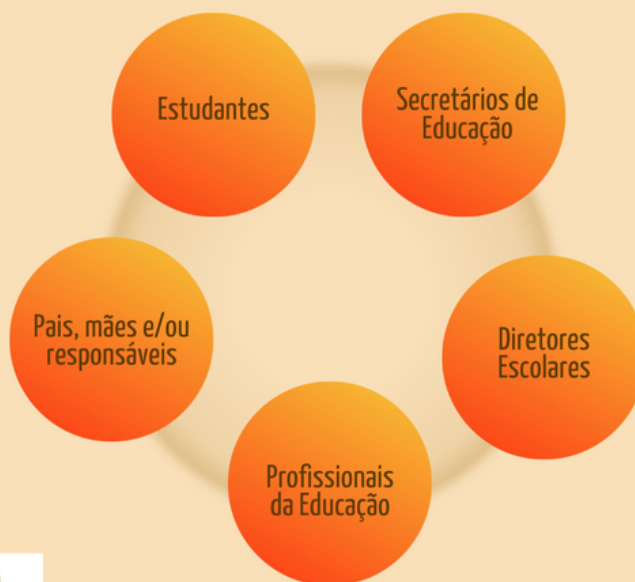 Estudantes
Secretários de
Educação
Pais, mães e/ou
responsáveis
Diretores
Escolares
Profissionais
da Educação